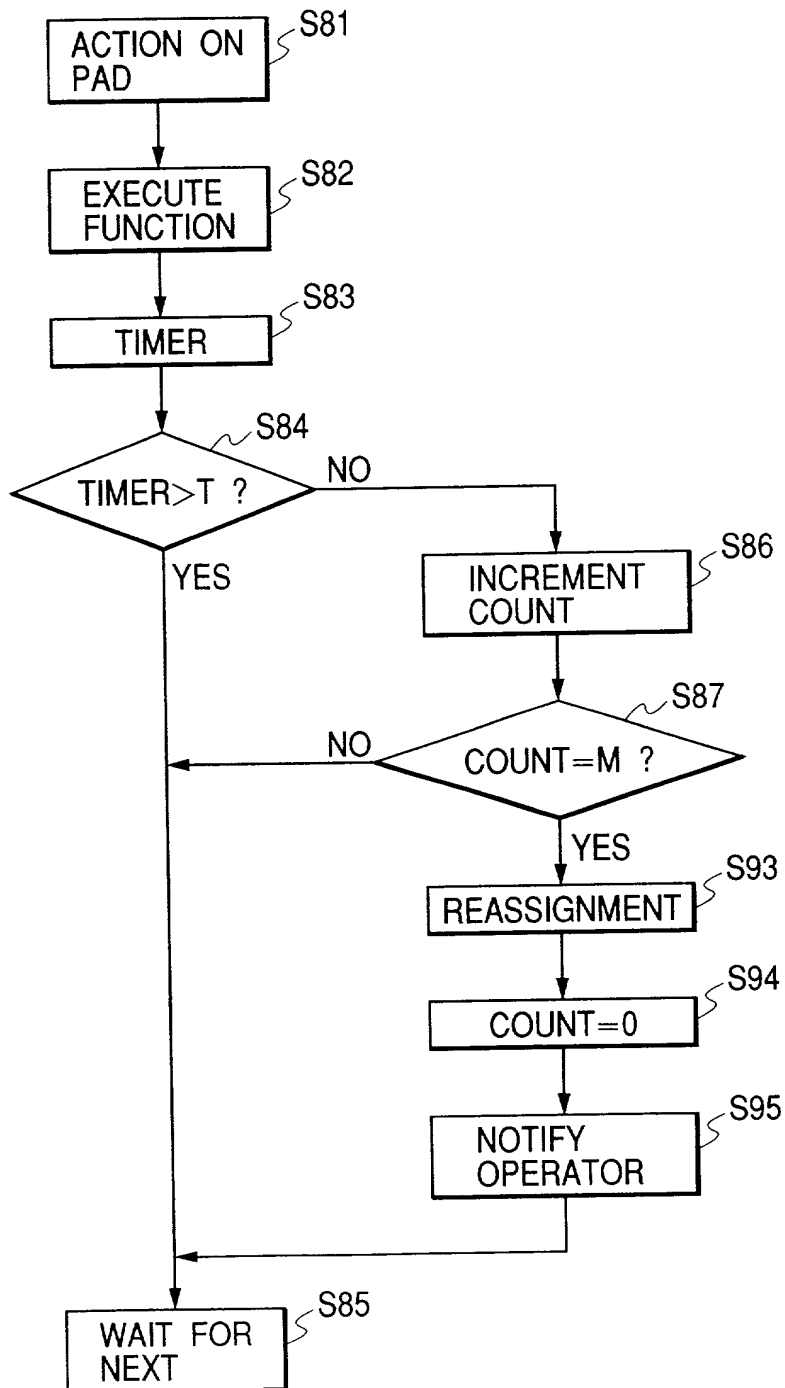 ACTION ON
PAD
S81
EXECUTE
FUNCTION
S82
TIMER
S83
TIMER>T ?
S84
NO
YES
INCREMENT
COUNT
S86
COUNT=M ?
S87
NO
YES
REASSIGNMENT
S93
COUNT=0
S94
NOTIFY
OPERATOR
S95
WAIT FOR
NEXT
S85